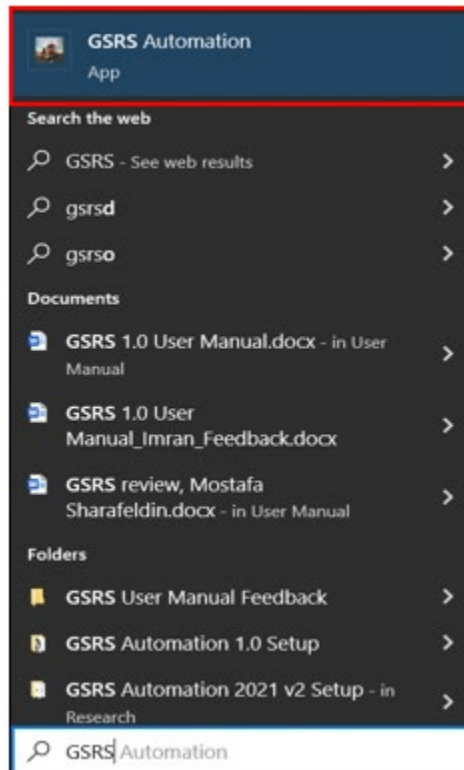 GSRS Automation
App
Search the web
GSRS - See web results
gsrsd
gsrso
Documents
GSRS 1.0 User Manual.docx - in User
Manual
GSRS 1.0 User
Manual_Imran_Feedback.docx
GSRS review, Mostafa
Sharafeldin.docx - in User Manual
Folders
GSRS User Manual Feedback
GSRS Automation 1.0 Setup
GSRS Automation 2021 v2 Setup - in
Research
GSRS Automation